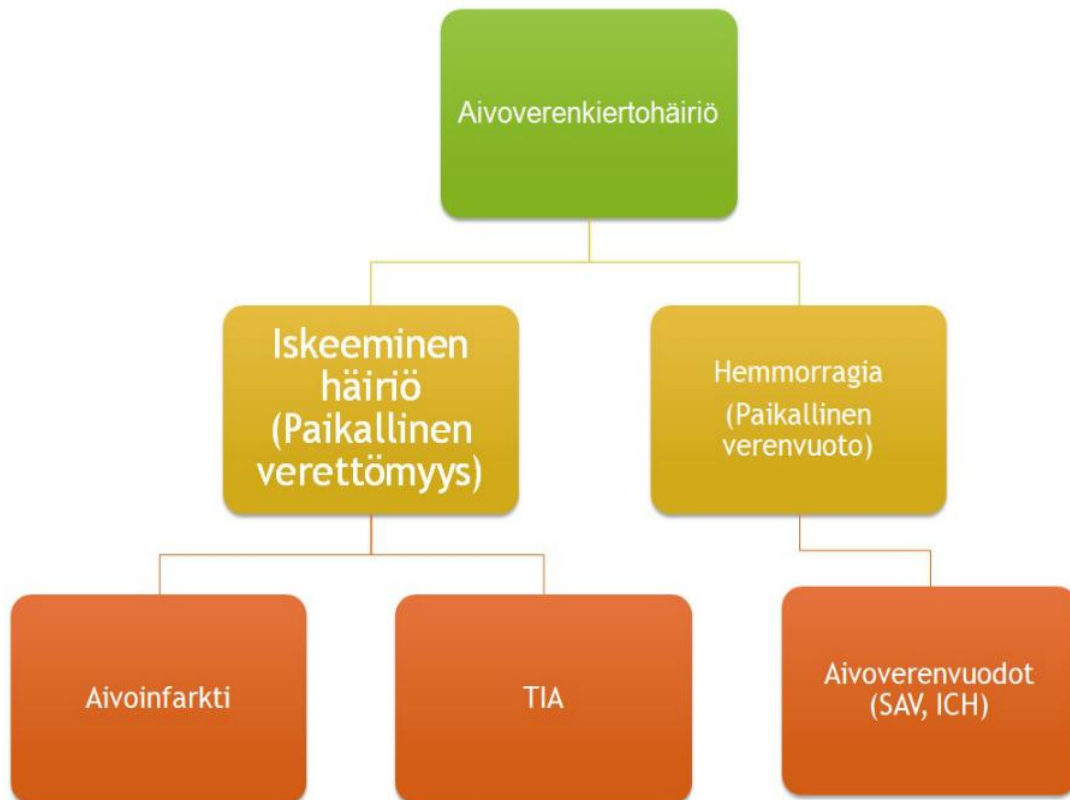 Aivoverenkiertohäiriö
Iskeeminen
häiriö
(Paikallinen
verettömyys)
Hemmorragia
(Paikallinen
verenvuoto)
Aivoinfarkti
TIA
Aivoverenvuodot
(SAV, ICH)